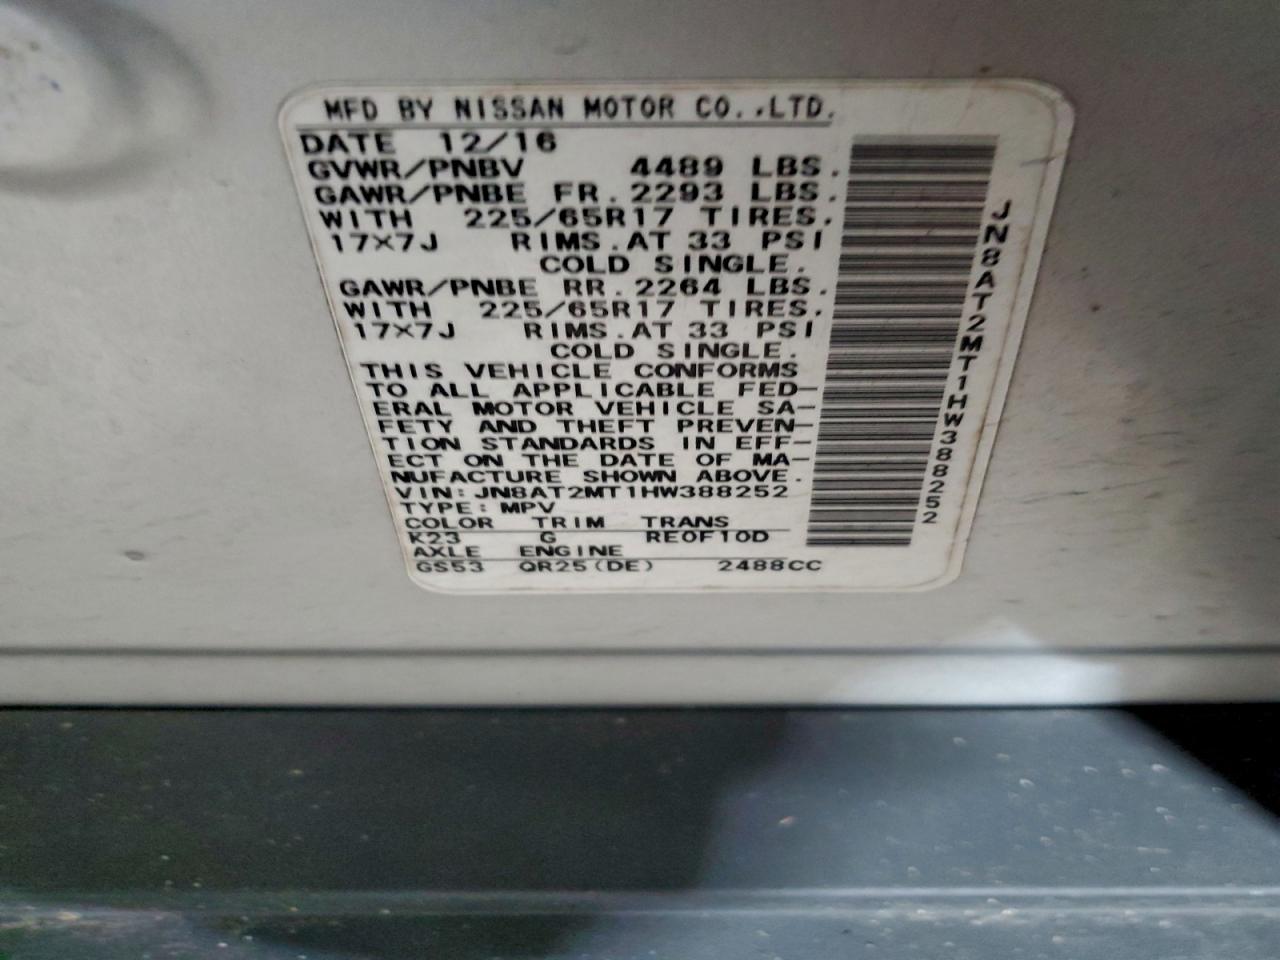 MFD BY NISSAN MOTOR CO.,LTD.
DATE 12/16
GVWR/PNBV 4489 LBS.
GAWR/PNBE FR.2293 LBS.
WITH 225/65R17 TIRES.
17×7J RIMS.AT 33 PSI
COLD SINGLE.
GAWR/PNBE RR.2264 LBS.
WITH 225/65R17 TIRES.
17×7J RIMS.AT 33 PSI
COLD SINGLE.
THIS VEHICLE CONFORMS
TO ALL APPLICABLE FED-
ERAL MOTOR VEHICLE SA-
FETY AND THEFT PREVEN-
TION STANDARDS IN EFF-
ECT ON THE DATE OF MA-
NUFACTURE SHOWN ABOVE.
VIN: JN8AT2MT1HW388252
TYPE: MPV
COLOR TRIM TRANS
K23 G RE0F10D
AXLE ENGINE
GS53 QR25(DE) 2488CC
JN8AT2MT1HW388252